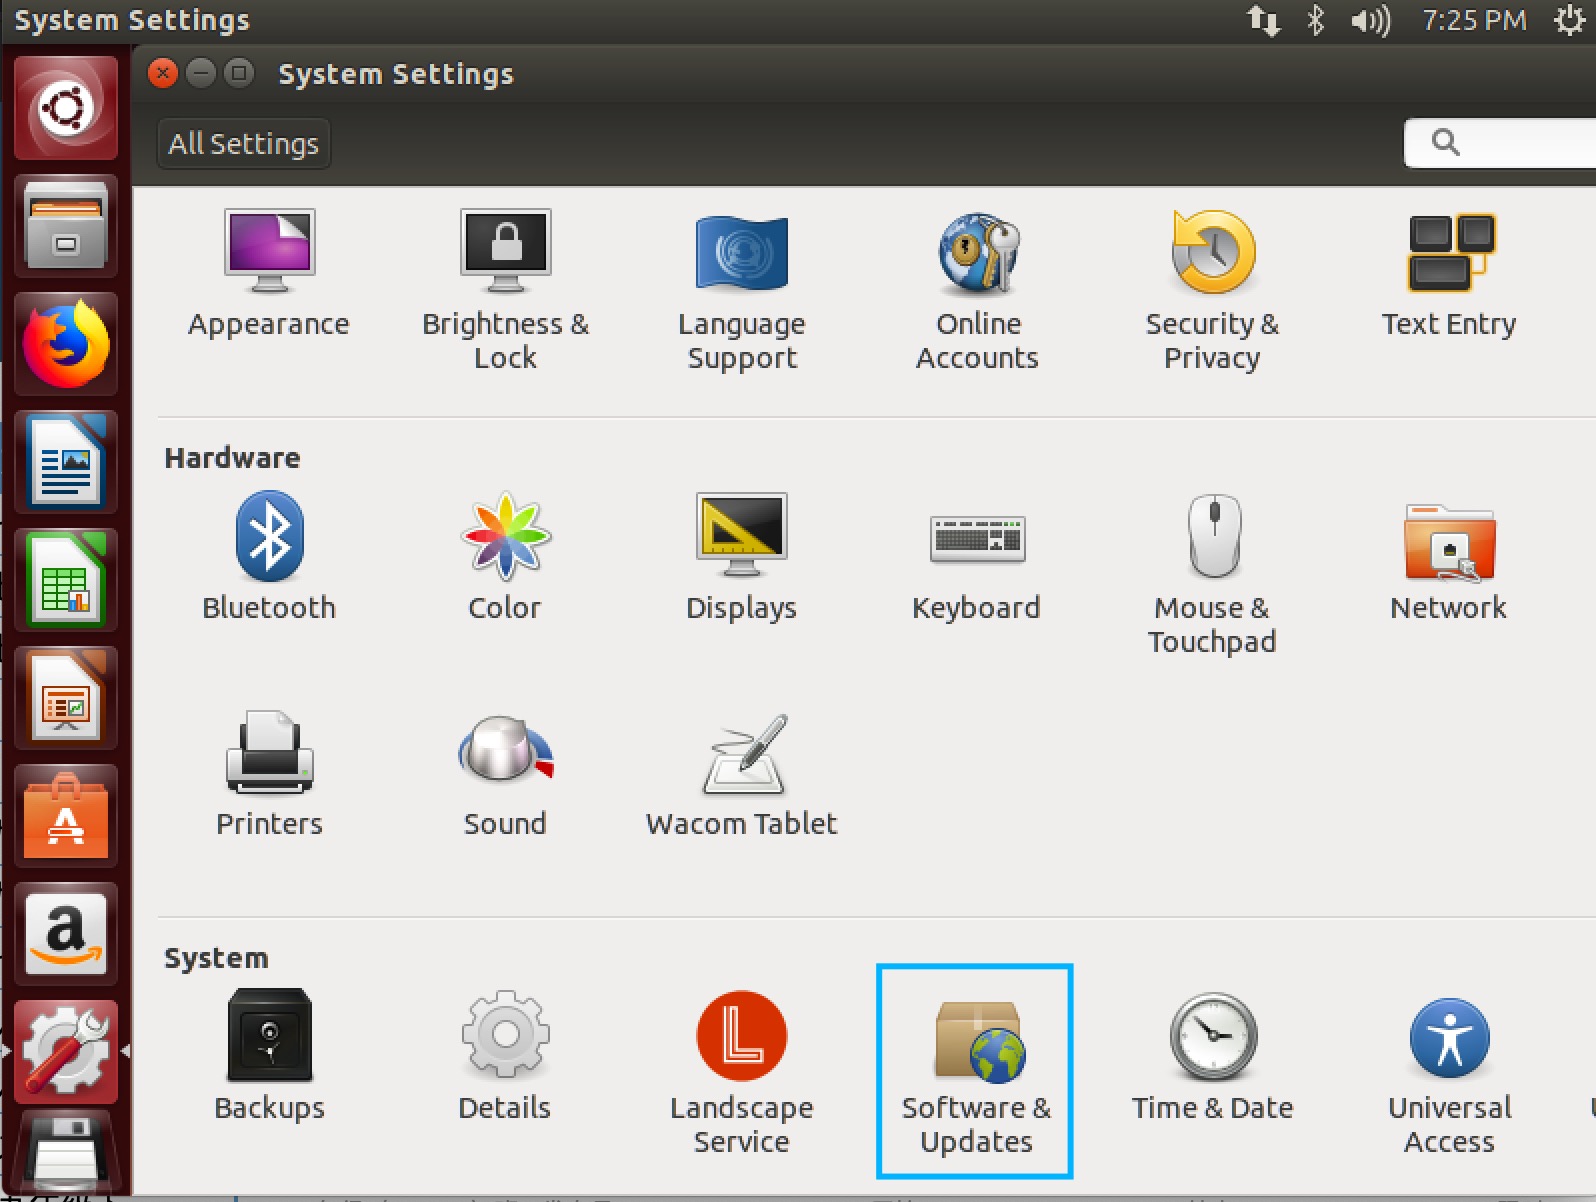 System Settings
7:25 PM
System Settings
All Settings
Appearance
Brightness &
Lock
Language
Support
Online
Accounts
Security &
Privacy
Text Entry
Hardware
Bluetooth
Color
Displays
Keyboard
Mouse &
Touchpad
Network
Printers
Sound
Wacom Tablet
System
Backups
Details
Landscape
Service
Software &
Updates
Time & Date
Universal
Access